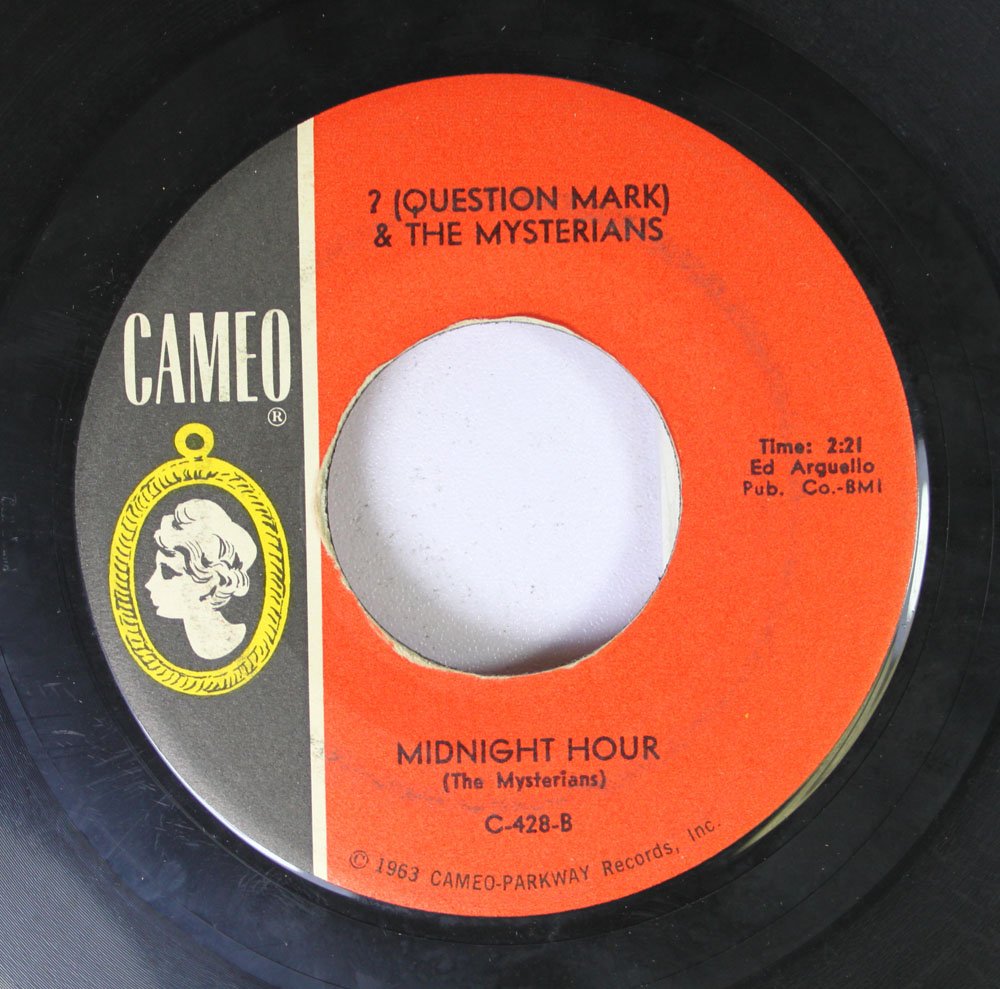 ? (QUESTION MARK)
& THE MYSTERIANS
CAMEO
®
Time: 2:21
Ed Arguello
Pub. Co.-BMI
MIDNIGHT HOUR
(The Mysterians)
C-428-B
© 1963 CAMEO-PARKWAY Records, Inc.